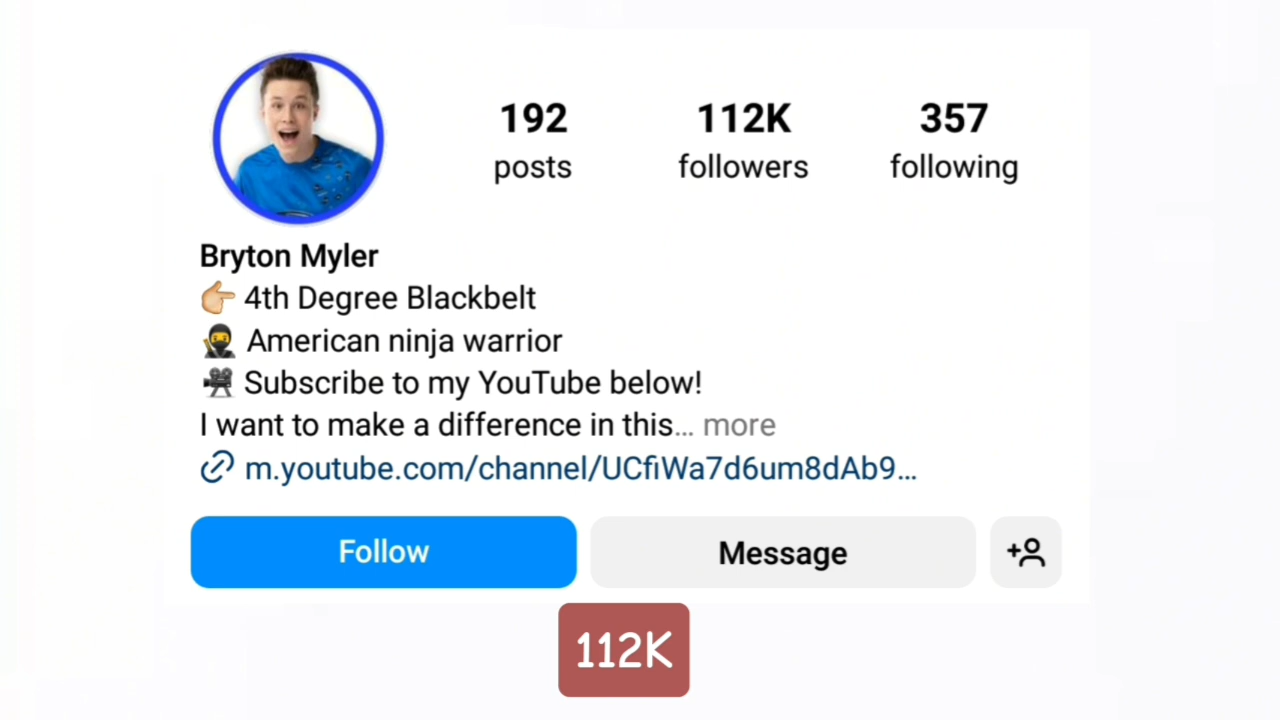 192 112K 357
posts followers following
Bryton Myler
👉 4th Degree Blackbelt
🥷 American ninja warrior
🎥 Subscribe to my YouTube below!
I want to make a difference in this... more
m.youtube.com/channel/UCfiWa7d6um8dAb9...
Follow Message
112K